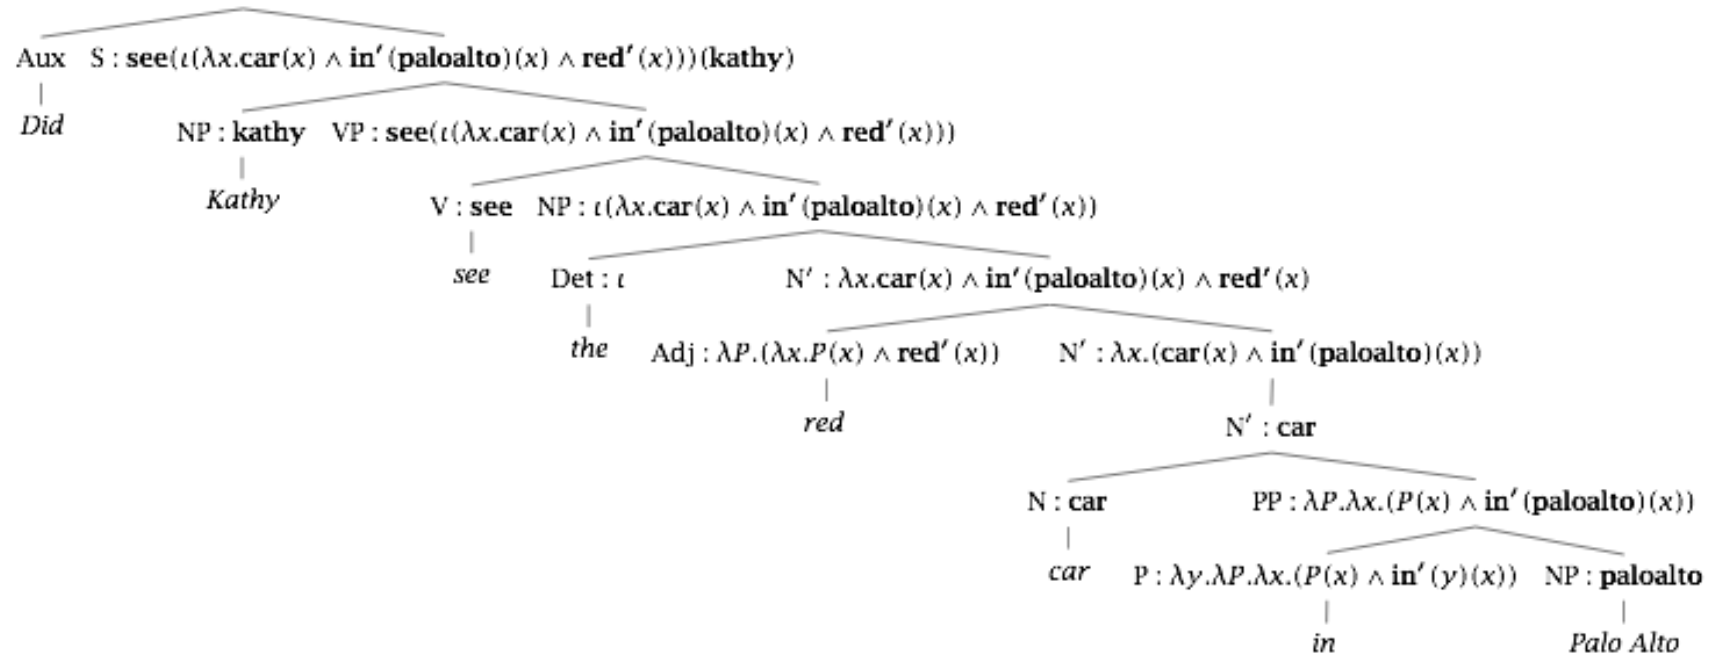 Aux S : see(ι(λx.car(x) ∧ in′(paloalto)(x) ∧ red′(x)))(kathy)
Did NP : kathy VP : see(ι(λx.car(x) ∧ in′(paloalto)(x) ∧ red′(x)))
Kathy V : see NP : ι(λx.car(x) ∧ in′(paloalto)(x) ∧ red′(x))
see Det : ι N′ : λx.car(x) ∧ in′(paloalto)(x) ∧ red′(x)
the Adj : λP.(λx.P(x) ∧ red′(x)) N′ : λx.(car(x) ∧ in′(paloalto)(x))
red N′ : car
N : car PP : λP.λx.(P(x) ∧ in′(paloalto)(x))
car P : λy.λP.λx.(P(x) ∧ in′(y)(x)) NP : paloalto
in Palo Alto